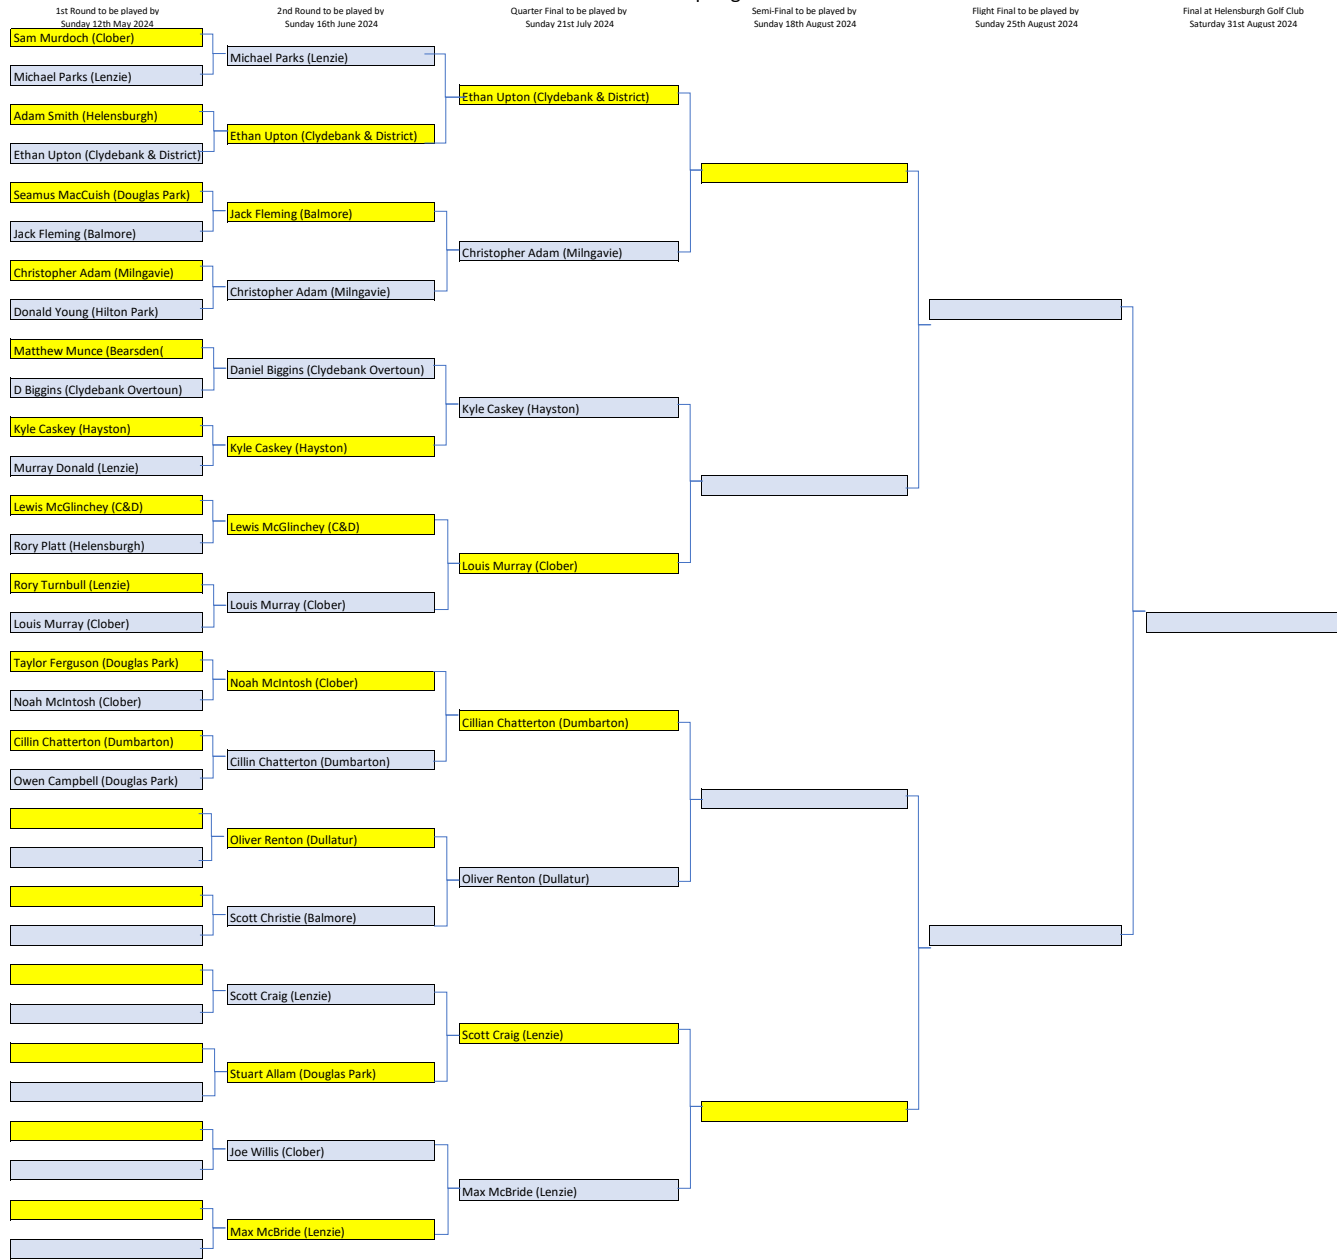 1st Round to be played by
Sunday 12th May 2024
2nd Round to be played by
Sunday 16th June 2024
Quarter Final to be played by
Sunday 21st July 2024
Semi-Final to be played by
Sunday 18th August 2024
Flight Final to be played by
Sunday 25th August 2024
Final at Helensburgh Golf Club
Saturday 31st August 2024
Sam Murdoch (Clober)
Michael Parks (Lenzie)
Adam Smith (Helensburgh)
Ethan Upton (Clydebank & District)
Seamus MacCuish (Douglas Park)
Jack Fleming (Balmore)
Christopher Adam (Milngavie)
Donald Young (Hilton Park)
Matthew Munce (Bearsden(
D Biggins (Clydebank Overtoun)
Kyle Caskey (Hayston)
Murray Donald (Lenzie)
Lewis McGlinchey (C&D)
Rory Platt (Helensburgh)
Rory Turnbull (Lenzie)
Louis Murray (Clober)
Taylor Ferguson (Douglas Park)
Noah McIntosh (Clober)
Cillin Chatterton (Dumbarton)
Owen Campbell (Douglas Park)
Michael Parks (Lenzie)
Ethan Upton (Clydebank & District)
Jack Fleming (Balmore)
Christopher Adam (Milngavie)
Daniel Biggins (Clydebank Overtoun)
Kyle Caskey (Hayston)
Lewis McGlinchey (C&D)
Louis Murray (Clober)
Noah McIntosh (Clober)
Cillin Chatterton (Dumbarton)
Oliver Renton (Dullatur)
Scott Christie (Balmore)
Scott Craig (Lenzie)
Stuart Allam (Douglas Park)
Joe Willis (Clober)
Max McBride (Lenzie)
Ethan Upton (Clydebank & District)
Christopher Adam (Milngavie)
Kyle Caskey (Hayston)
Louis Murray (Clober)
Cillian Chatterton (Dumbarton)
Oliver Renton (Dullatur)
Scott Craig (Lenzie)
Max McBride (Lenzie)